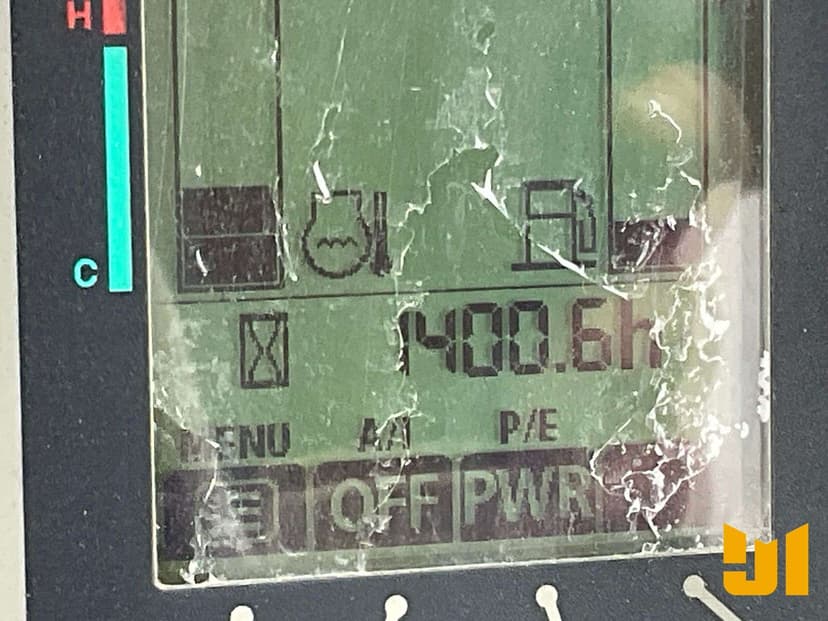 H
C
1400.6h
MENU A/I P/E
OFF PWR